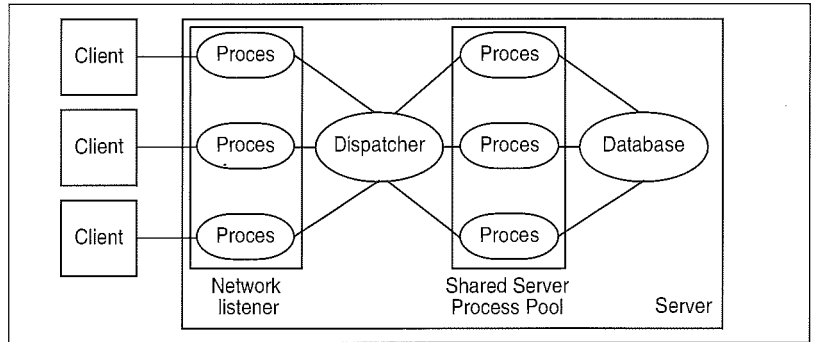 Client
Proces
Proces
Client
Proces
Dispatcher
Proces
Database
Client
Proces
Proces
Network
listener
Shared Server
Process Pool
Server